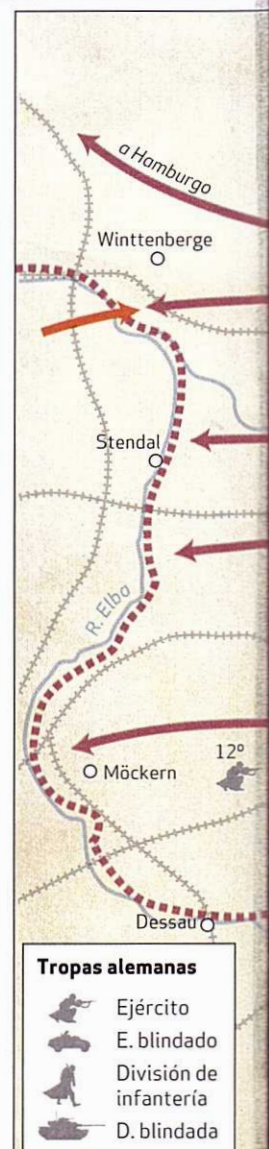 a Hamburgo
Winttenberge
Stendal
R. Elba
12º
Möckern
Dessau
Tropas alemanas
Ejército
E. blindado
División de
infantería
D. blindada